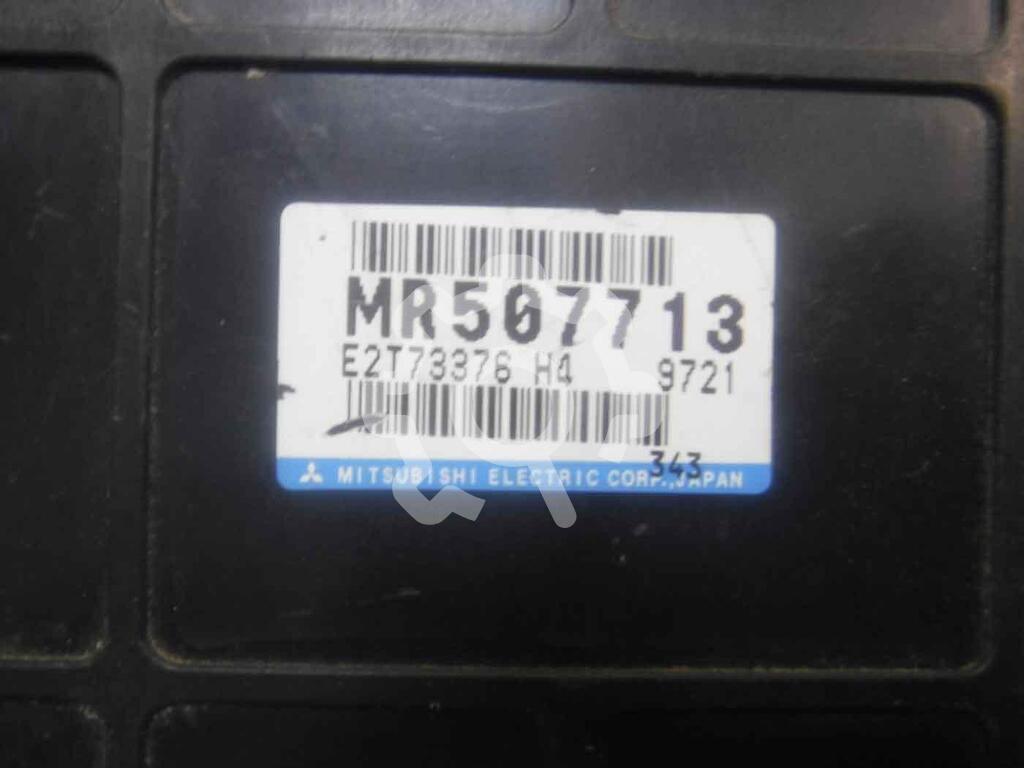 MR507713
E2T73376 H4 9721
343
MITSUBISHI ELECTRIC CORP.,JAPAN